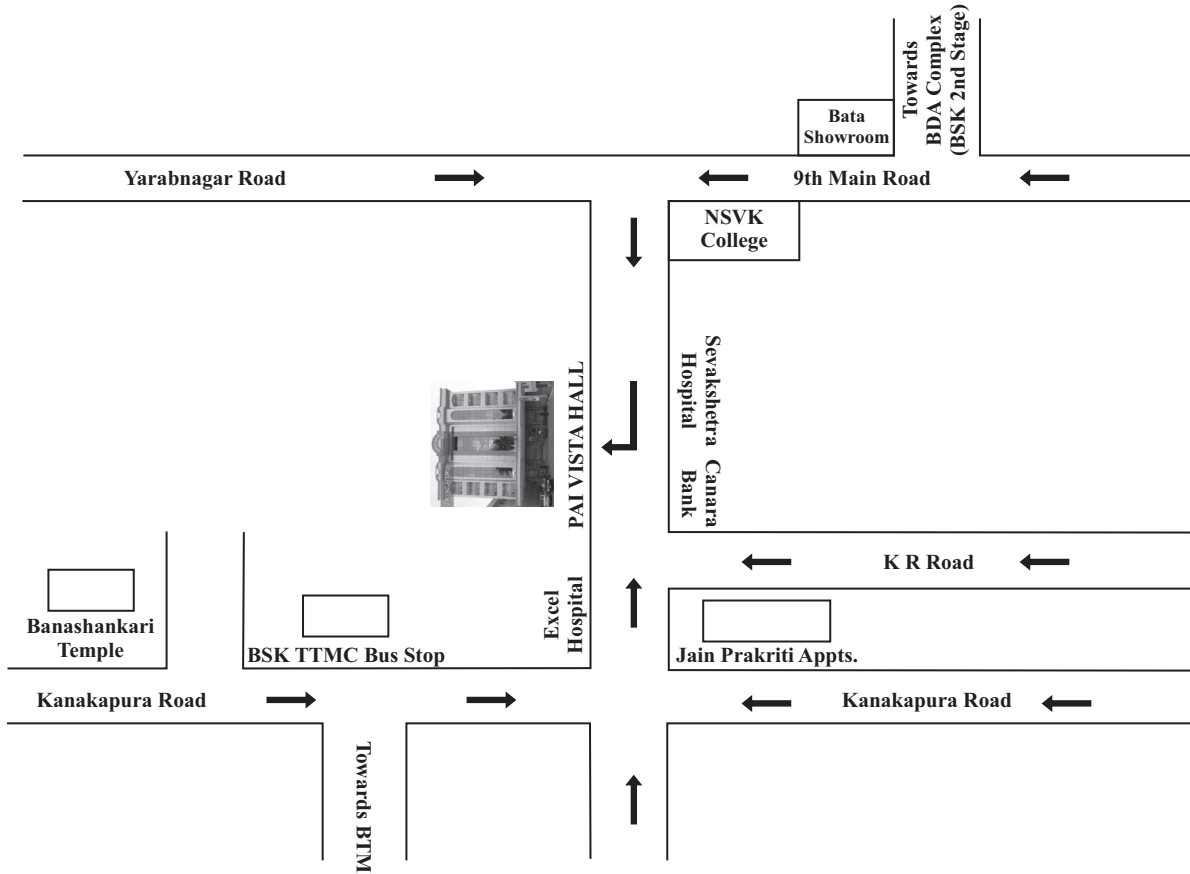 Towards
BDA Complex
(BSK 2nd Stage)
Bata
Showroom
Yarabnagar Road
9th Main Road
NSVK
College
PAI VISTA HALL
Sevakshetra
Hospital
Canara
Bank
K R Road
Excel
Hospital
Banashankari
Temple
BSK TTMC Bus Stop
Jain Prakriti Appts.
Kanakapura Road
Kanakapura Road
Towards BTM